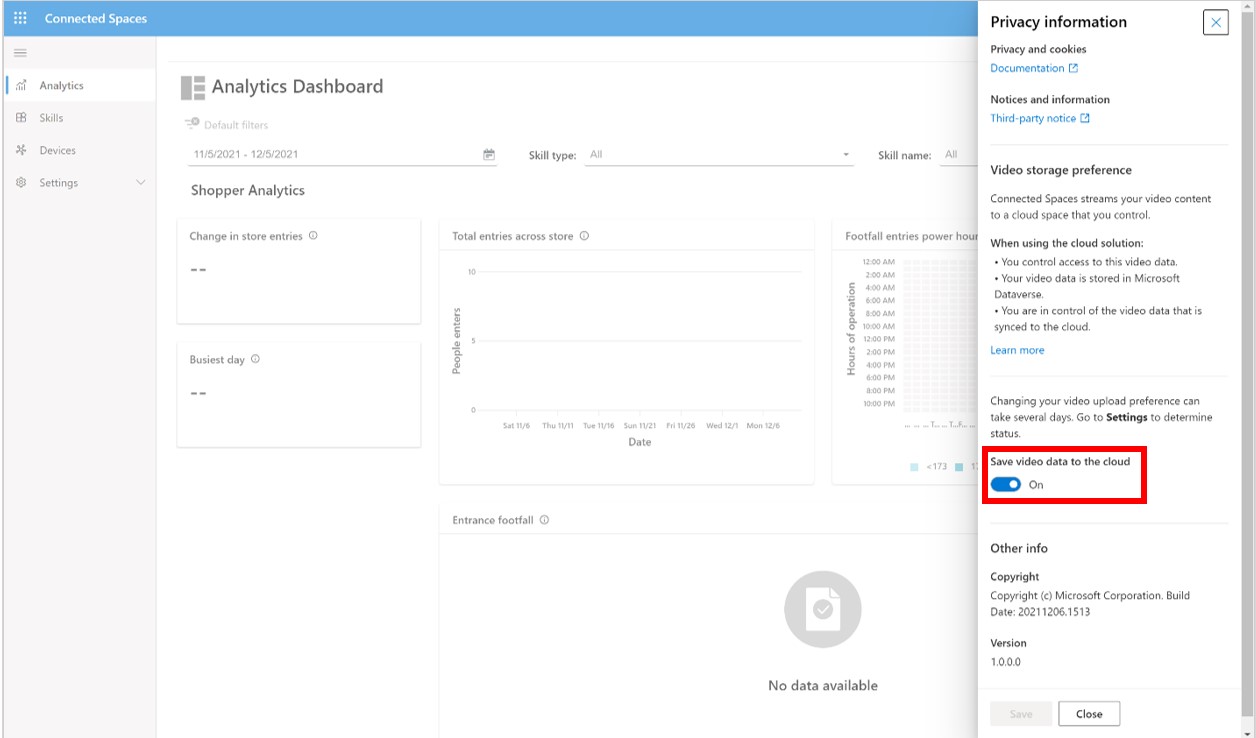 Connected Spaces
Analytics
Skills
Devices
Settings
Analytics Dashboard
Default filters
11/5/2021 - 12/5/2021
Skill type: All
Skill name: All
Shopper Analytics
Change in store entries
--
Busiest day
--
Total entries across store
People enters
10
5
0
Sat 11/6 Thu 11/11 Tue 11/16 Sun 11/21 Fri 11/26 Wed 12/1 Mon 12/6
Date
Footfall entries power hour
Hours of operation
12:00 AM
2:00 AM
4:00 AM
6:00 AM
8:00 AM
10:00 AM
12:00 PM
2:00 PM
4:00 PM
6:00 PM
8:00 PM
10:00 PM
<173
Entrance footfall
No data available
Privacy information
Privacy and cookies
Documentation
Notices and information
Third-party notice
Video storage preference
Connected Spaces streams your video content
to a cloud space that you control.
When using the cloud solution:
• You control access to this video data.
• Your video data is stored in Microsoft
Dataverse.
• You are in control of the video data that is
synced to the cloud.
Learn more
Changing your video upload preference can
take several days. Go to Settings to determine
status.
Save video data to the cloud
On
Other info
Copyright
Copyright (c) Microsoft Corporation. Build
Date: 20211206.1513
Version
1.0.0.0
Save
Close